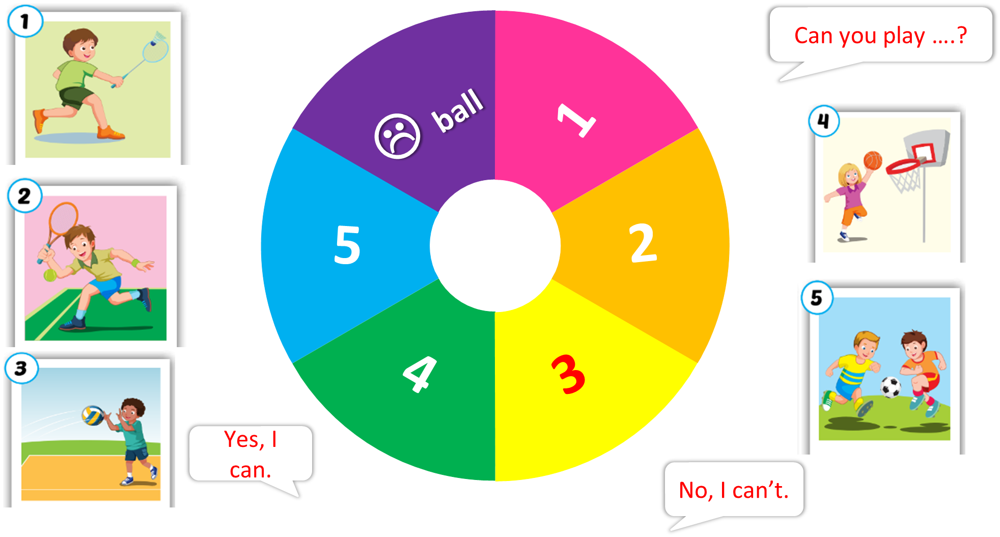 1
Can you play ....?
ball
1
4
2
2
5
5
3
4
3
Yes, I
can.
No, I can’t.